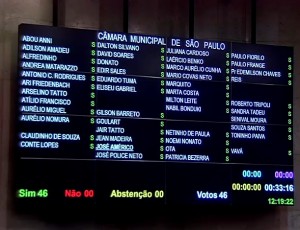 CÂMARA MUNICIPAL DE SÃO PAULO
ABOU ANNI S
ADILSON AMADEU S
ALFREDINHO S
ANDREA MATARAZZO S
ANTONIO C. RODRIGUES S
ARI FRIEDENBACH S
ARSELINO TATTO S
ATÍLIO FRANCISCO S
AURÉLIO MIGUEL S
AURÉLIO NOMURA S
CLAUDINHO DE SOUZA S
CONTE LOPES S
DALTON SILVANO S
DAVID SOARES S
DONATO S
EDIR SALES S
EDUARDO TUMA S
ELISEU GABRIEL S
GILSON BARRETO S
GOULART S
JAIR TATTO S
JEAN MADEIRA S
JOSÉ AMÉRICO S
JOSÉ POLICE NETO S
JULIANA CARDOSO S
LAÉRCIO BENKO S
MARCO AURÉLIO CUNHA S
MARIO COVAS NETO S
MARQUITO S
MARTA COSTA S
MILTON LEITE
NABIL BONDUKI S
NETINHO DE PAULA S
NOEMI NONATO S
OTA S
PATRICIA BEZERRA S
PAULO FIORILO S
PAULO FRANGE S
Pr EDEMILSON CHAVES S
REIS S
ROBERTO TRIPOLI S
SANDRA TADEU S
SENIVAL MOURA S
SOUZA SANTOS S
TONINHO PAIVA S
VAVÁ S
00:00 00:00
00:00:00 00:33:16
Sim 46 Não 00 Abstenção 00 Votos 46 12:19:22